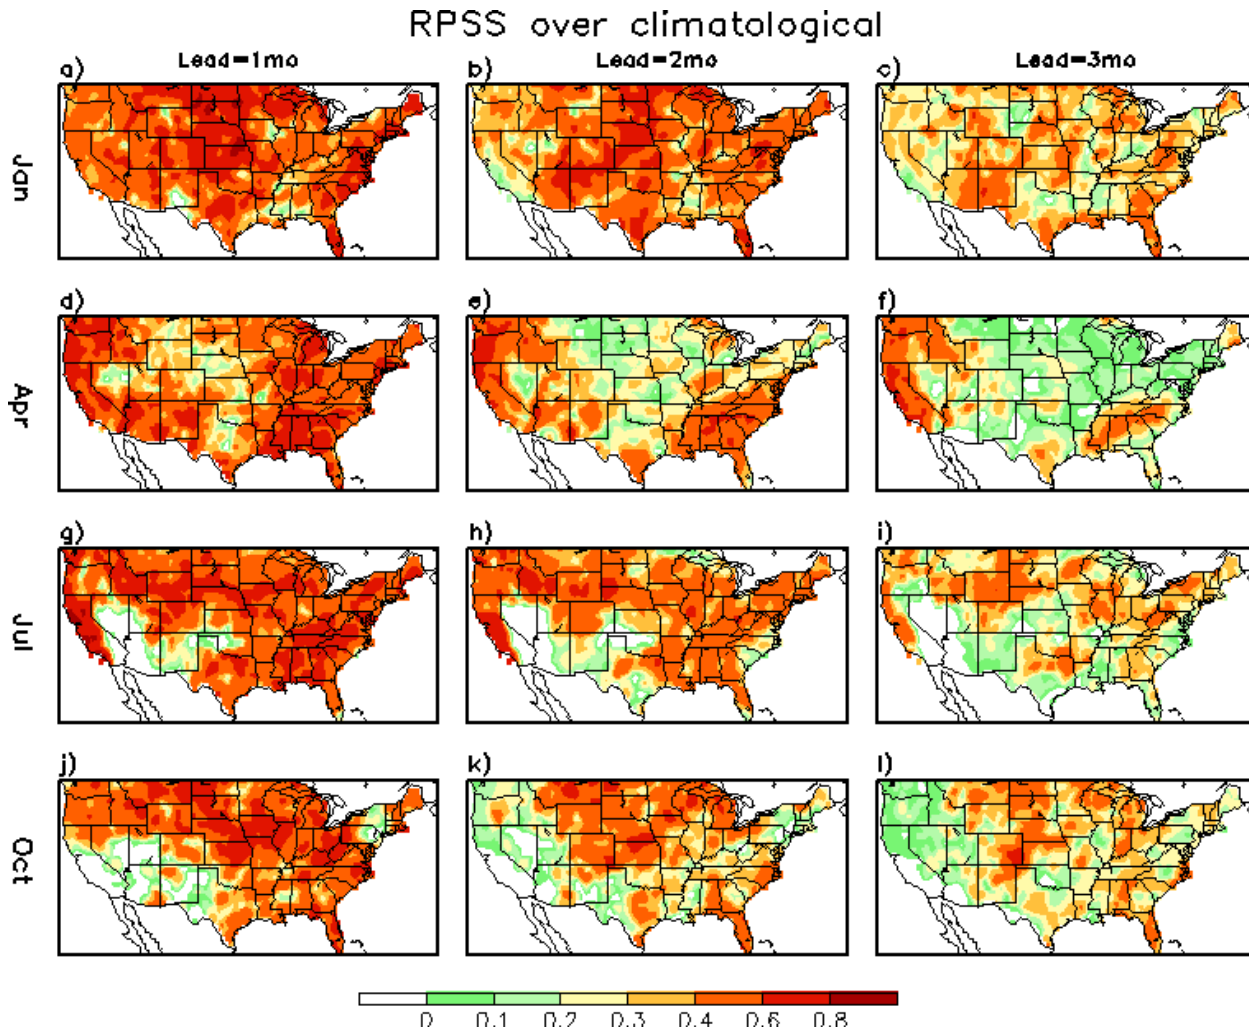 RPSS over climatological
Lead=1mo Lead=2mo Lead=3mo
a) b) c)
Jan
d) e) f)
Apr
g) h) i)
Jul
j) k) l)
Oct
0 0.1 0.2 0.3 0.4 0.6 0.8